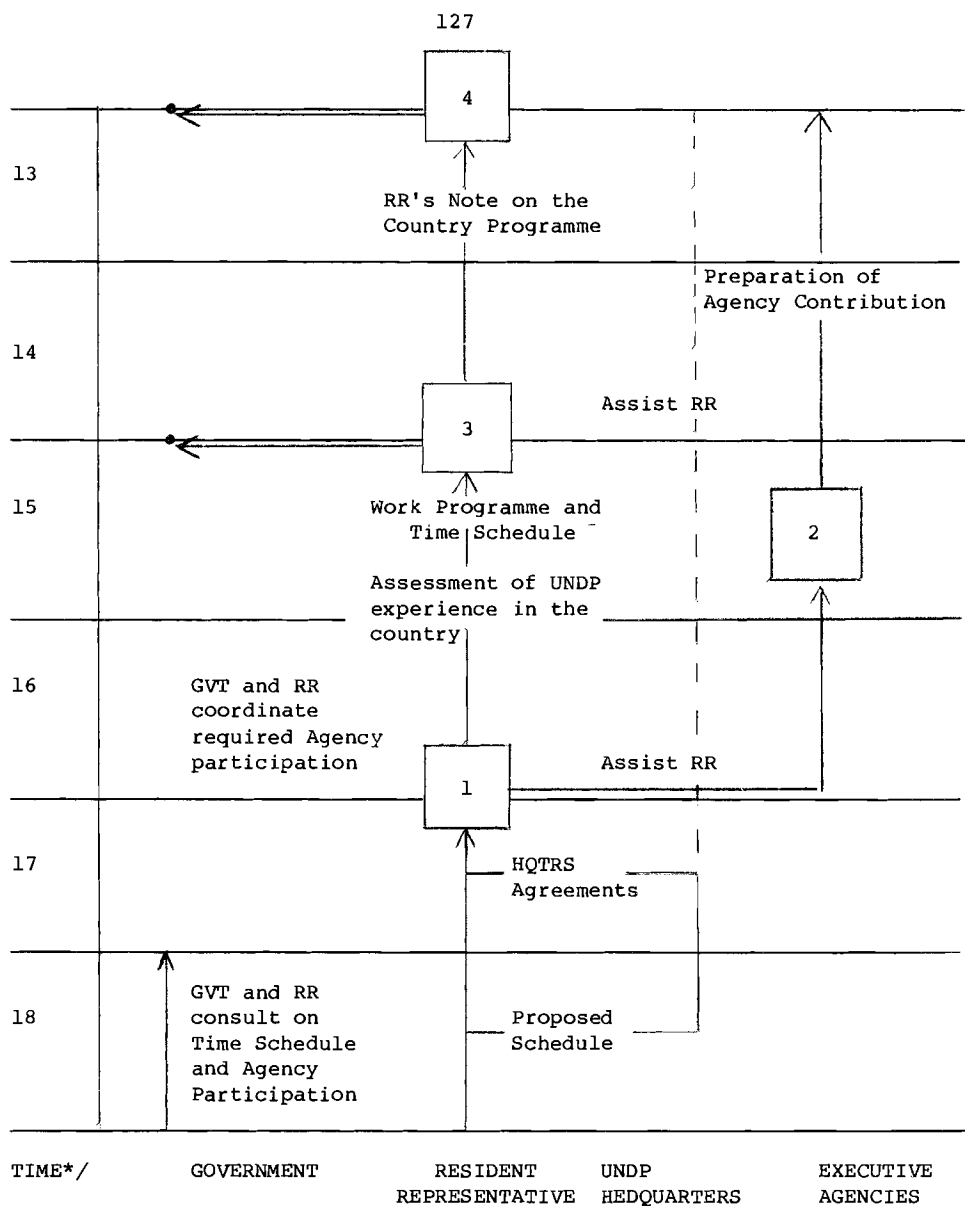 127
4
13
RR's Note on the
Country Programme
Preparation of
Agency Contribution
14
Assist RR
3
15
Work Programme and
Time Schedule
2
Assessment of UNDP
experience in the
country
16
GVT and RR
coordinate
required Agency
participation
Assist RR
1
17
HQTRS
Agreements
18
GVT and RR
consult on
Time Schedule
and Agency
Participation
Proposed
Schedule
TIME*/ GOVERNMENT RESIDENT UNDP EXECUTIVE
REPRESENTATIVE HEDQUARTERS AGENCIES